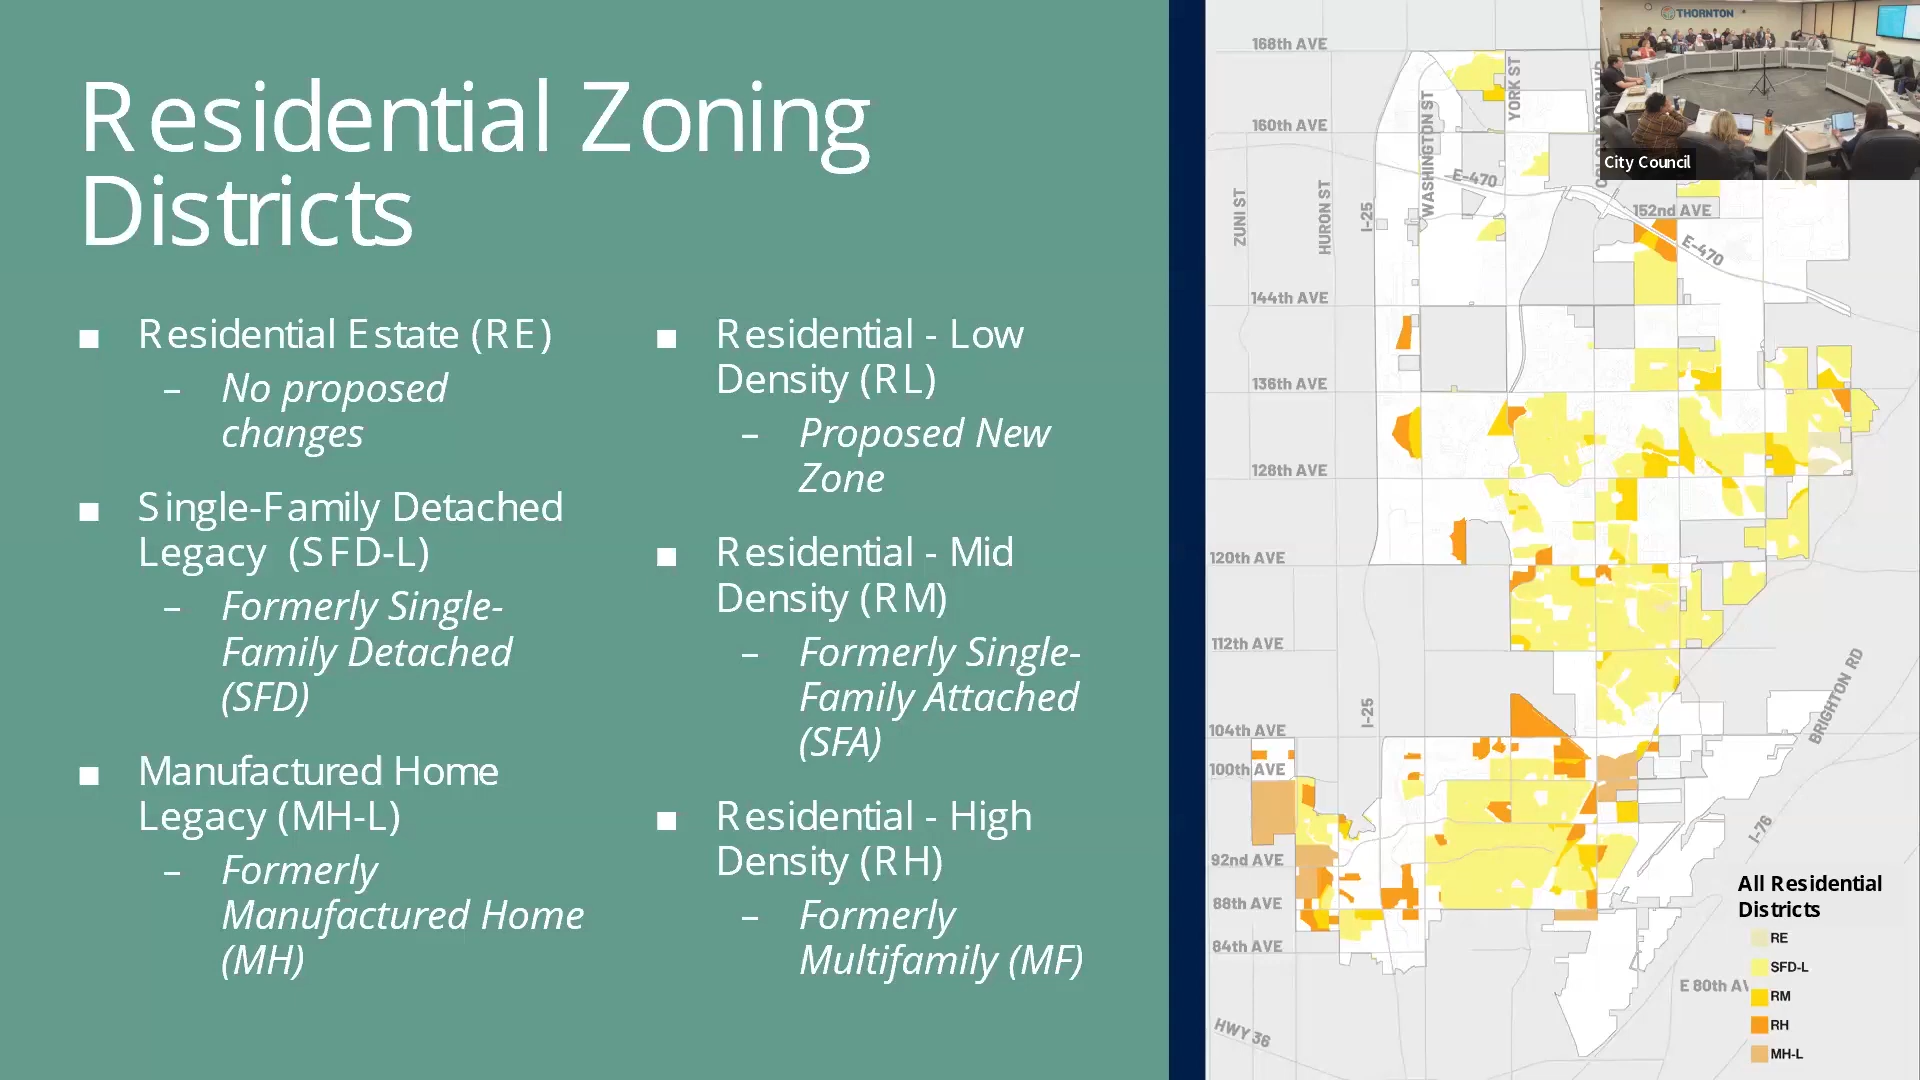 Residential Zoning
Districts
■ Residential Estate (RE)
– No proposed
changes
■ Single-Family Detached
Legacy (SFD-L)
– Formerly Single-
Family Detached
(SFD)
■ Manufactured Home
Legacy (MH-L)
– Formerly
Manufactured Home
(MH)
■ Residential - Low
Density (RL)
– Proposed New
Zone
■ Residential - Mid
Density (RM)
– Formerly Single-
Family Attached
(SFA)
■ Residential - High
Density (RH)
– Formerly
Multifamily (MF)
THORNTON
City Council
168th AVE
160th AVE
E-470
152nd AVE
E-470
144th AVE
136th AVE
128th AVE
120th AVE
112th AVE
104th AVE
100th AVE
92nd AVE
88th AVE
84th AVE
E 80th AV
HWY 36
ZUNI ST
HURON ST
I-25
WASHINGTON ST
YORK ST
I-25
BRIGHTON RD
I-76
All Residential
Districts
RE
SFD-L
RM
RH
MH-L